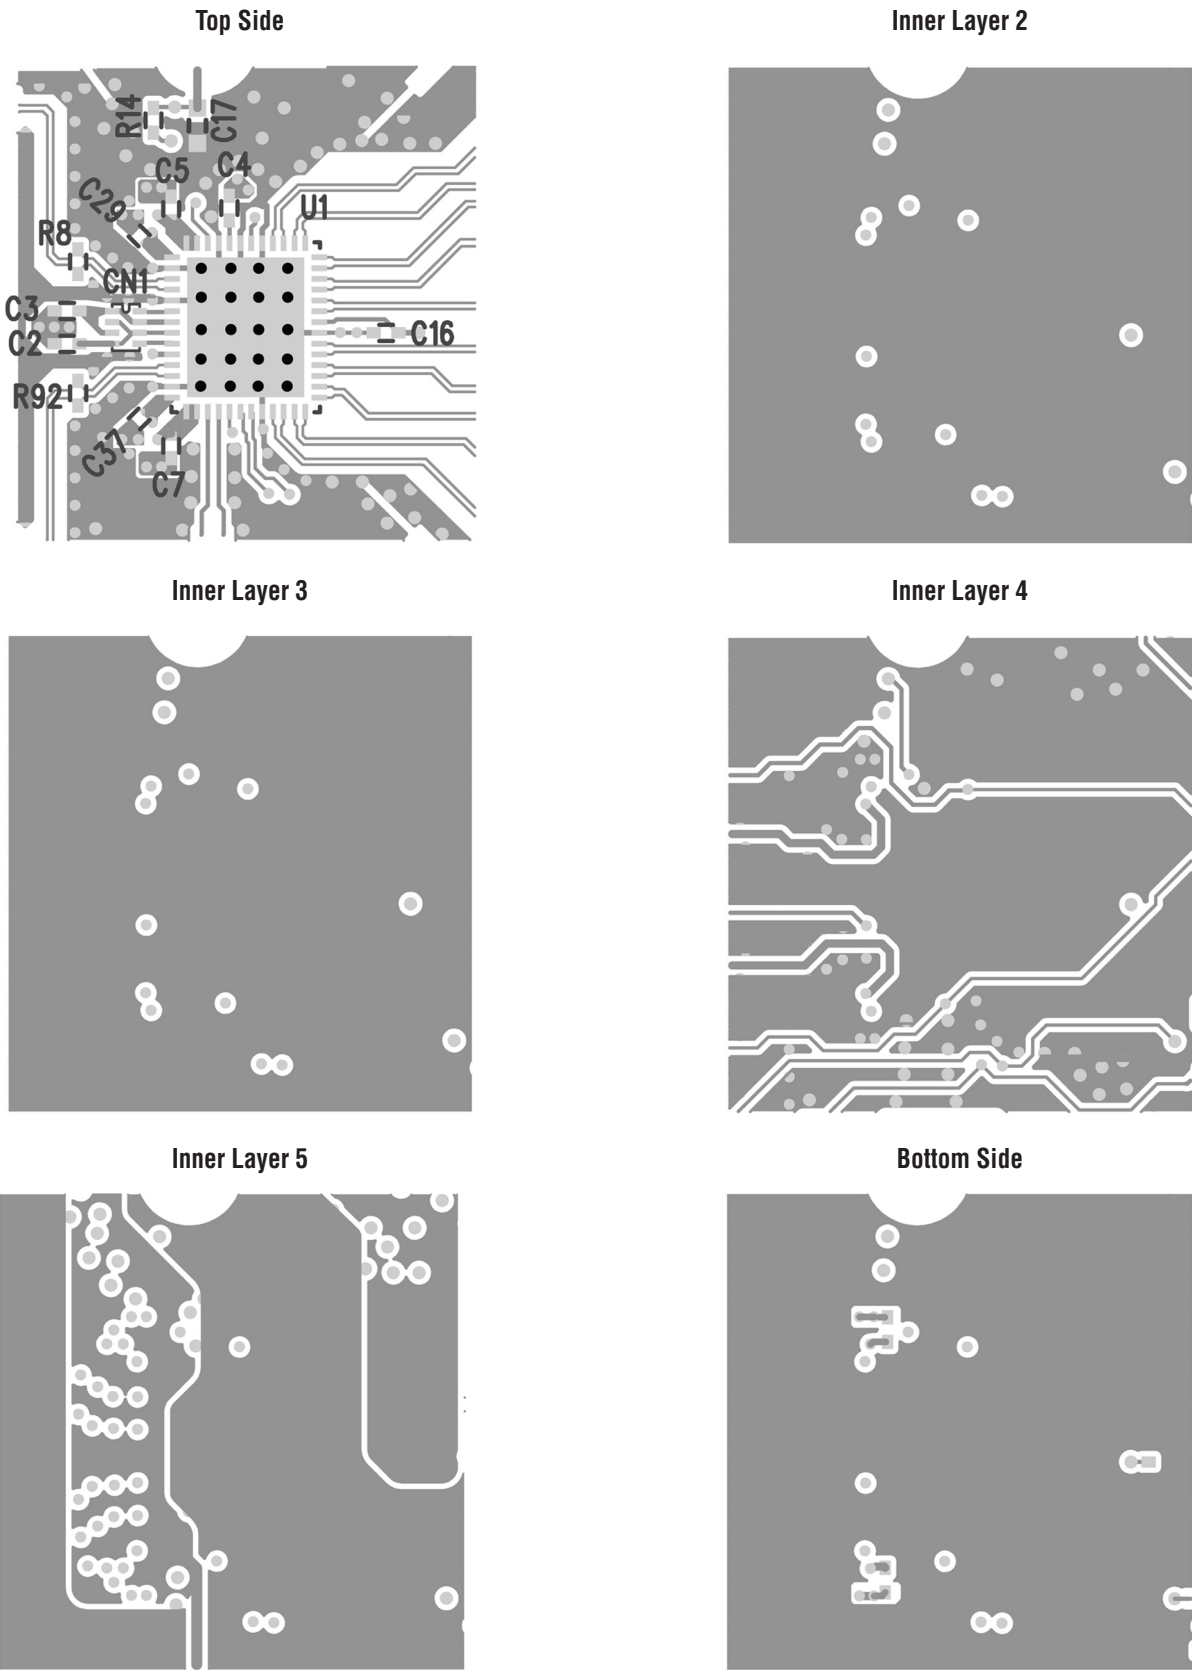 Top Side
Inner Layer 2
R14
C17
C5
C4
C29
U1
R8
CN1
C3
C2
C16
R92
C37
C7
Inner Layer 3
Inner Layer 4
Inner Layer 5
Bottom Side